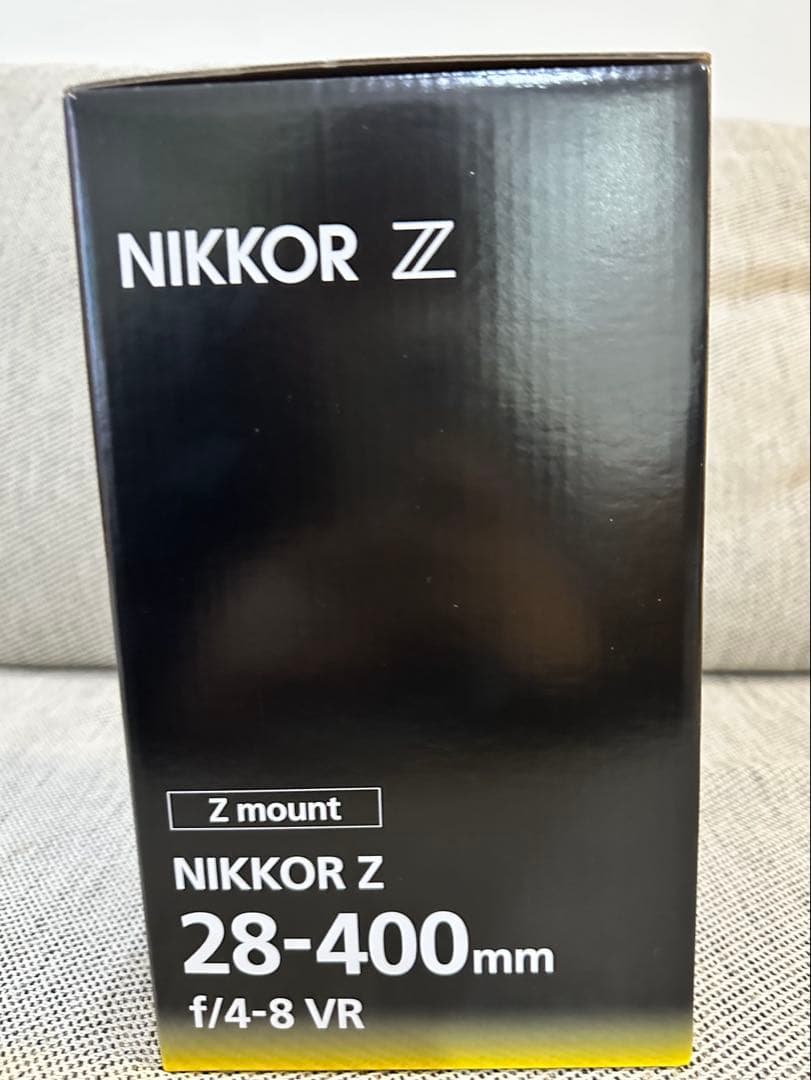 NIKKOR Z
Z mount
NIKKOR Z
28-400mm
f/4-8 VR